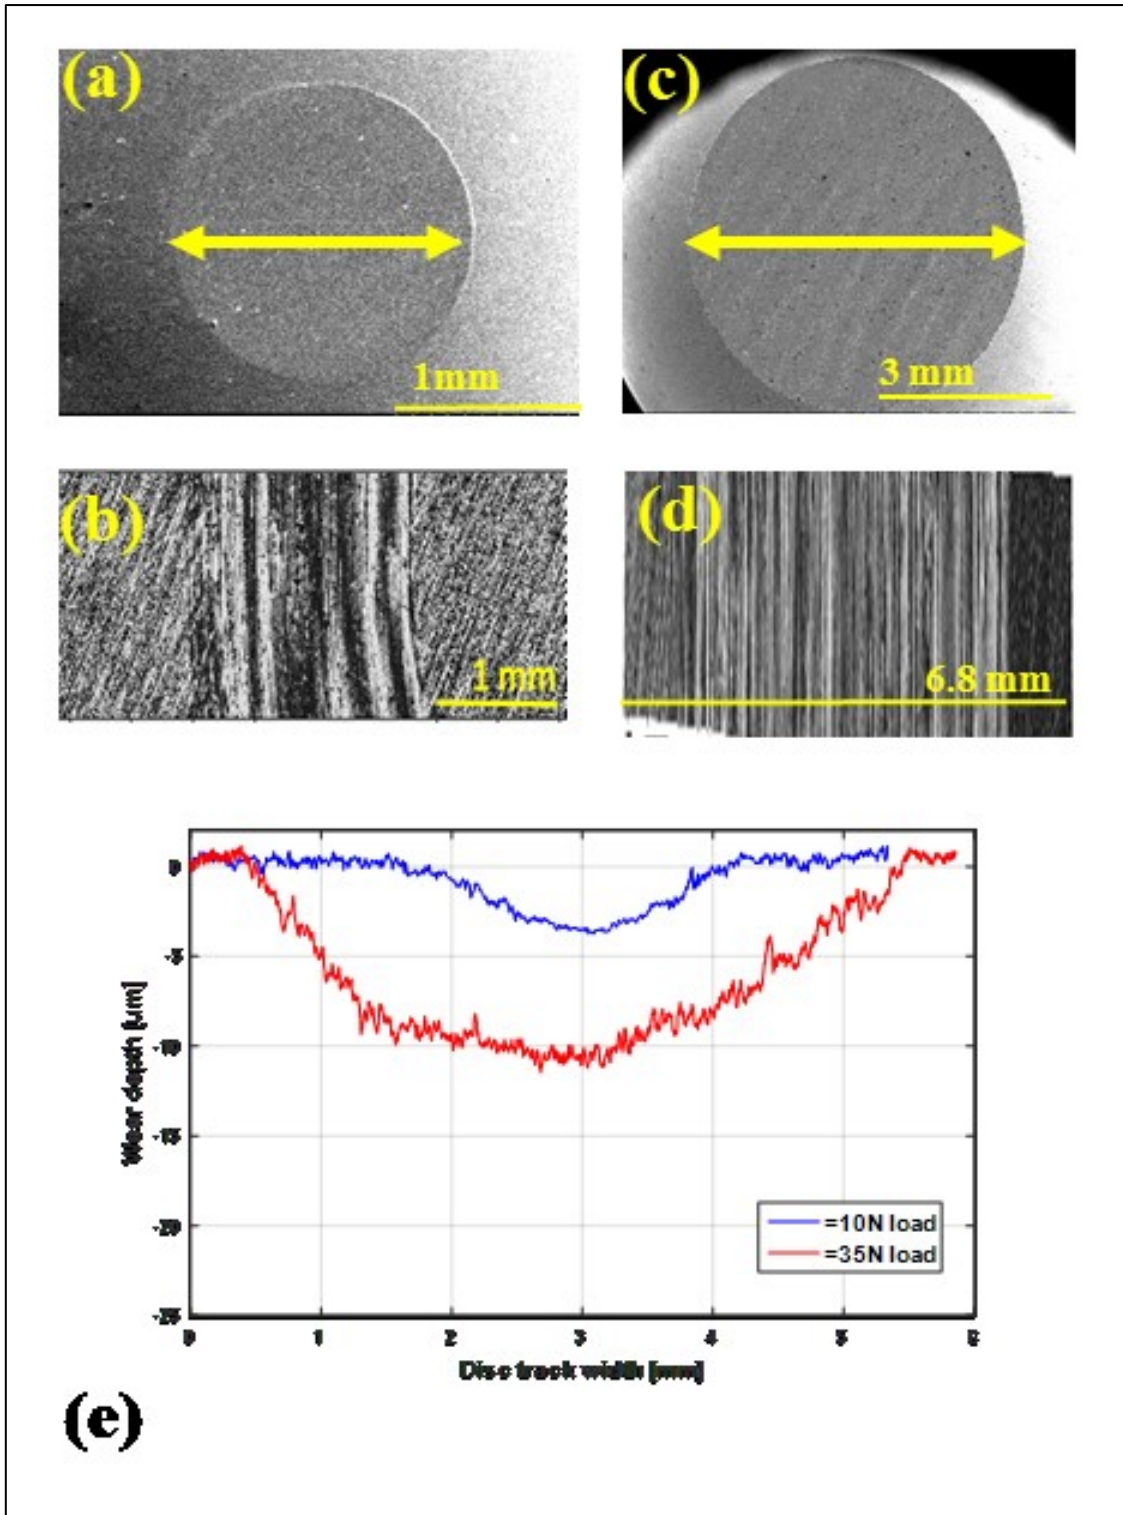 (a)
1mm
(c)
3 mm
(b)
1 mm
(d)
6.8 mm
Wear depth [um]
0
-5
-10
-15
-20
-25
0 1 2 3 4 5 6
Disc track width [mm]
=10N load
=35N load
(e)